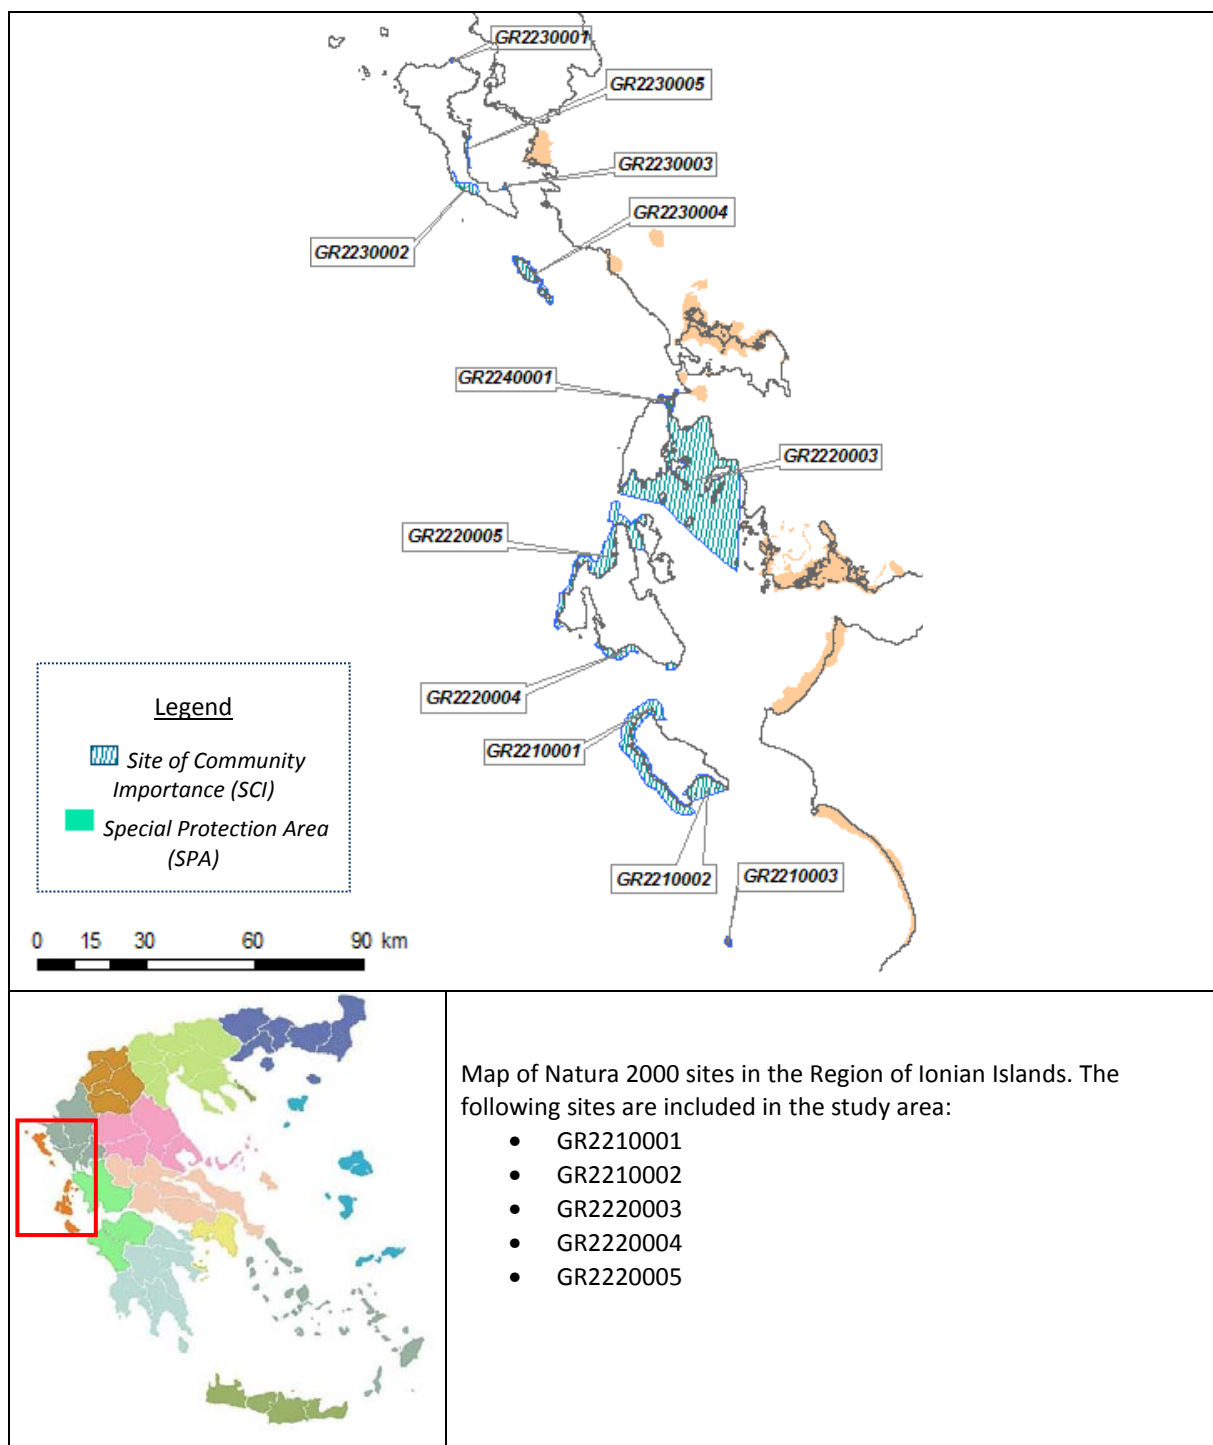 GR2230001
GR2230005
GR2230003
GR2230004
GR2230002
GR2240001
GR2220003
GR2220005
GR2220004
GR2210001
GR2210002
GR2210003
Legend
Site of Community
Importance (SCI)
Special Protection Area
(SPA)
0 15 30 60 90 km
Map of Natura 2000 sites in the Region of Ionian Islands. The
following sites are included in the study area:
• GR2210001
• GR2210002
• GR2220003
• GR2220004
• GR2220005